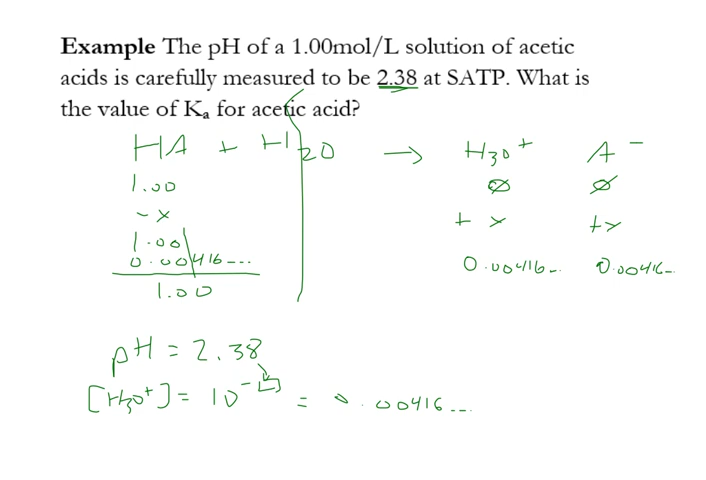 Example The pH of a 1.00mol/L solution of acetic
acids is carefully measured to be 2.38 at SATP. What is
the value of Kₐ for acetic acid?
HA + H₂O → H₃O⁺ A⁻
1.00 ∅ ∅
- x + x + x
1.00
0.00416... 0.00416... 0.00416...
1.00
pH = 2.38
[H₃O⁺] = 10⁻□ = 0.00416...